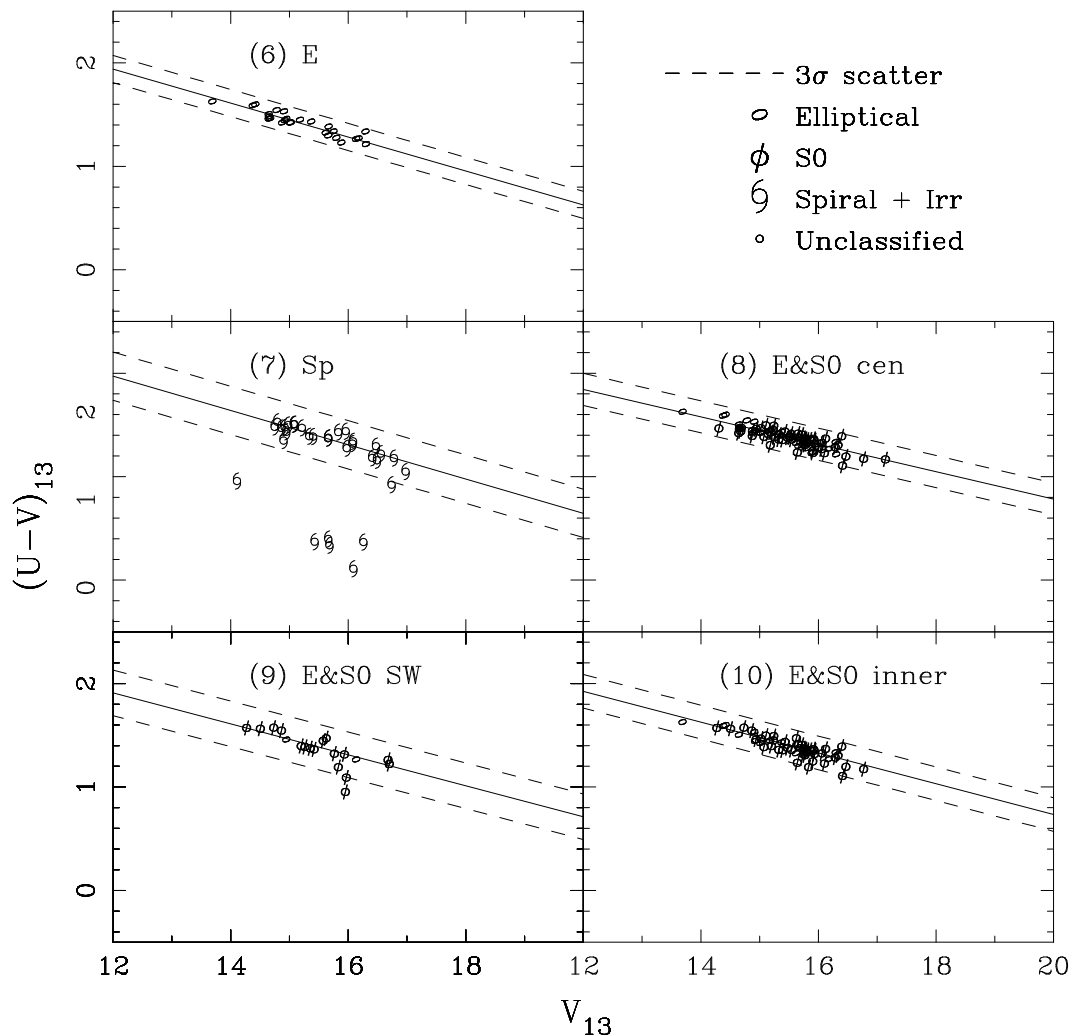 (6) E
3σ scatter
Elliptical
S0
Spiral + Irr
Unclassified
2
1
0
(7) Sp
(8) E&S0 cen
2
1
0
(9) E&S0 SW
(10) E&S0 inner
2
1
0
(U−V)13
12 14 16 18 12 14 16 18 20
V13